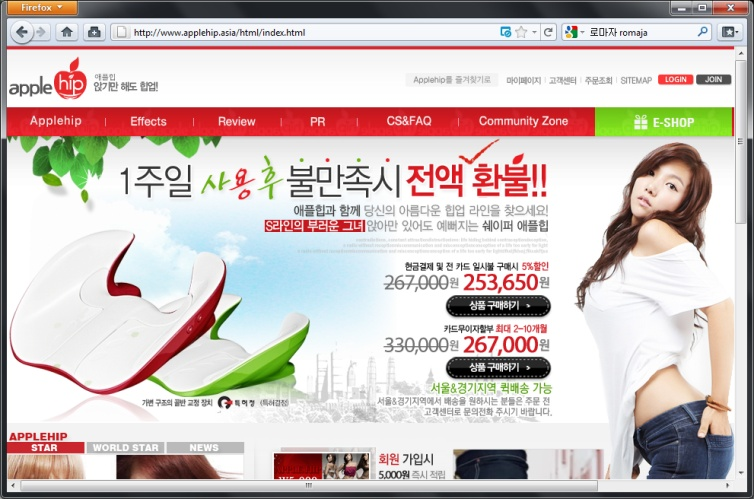 Firefox
http://www.applehip.asia/html/index.html
로마자 romaja
apple hip
애플힙
앉기만 해도 힙업!
Applehip를 즐겨찾기로
마이페이지 | 고객센터 | 주문조회 | SITEMAP
LOGIN
JOIN
Applehip
Effects
Review
PR
CS&FAQ
Community Zone
E-SHOP
1주일 사용후 불만족시 전액 환불!!
애플힙과 함께 당신의 아름다운 힙업 라인을 찾으세요!
S라인의 부러운 그녀 앉아만 있어도 예뻐지는 쉐이퍼 애플힙
현금결제 및 전 카드 일시불 구매시 5%할인
267,000원 253,650원
상품 구매하기 >
카드무이자할부 최대 2~10개월
330,000원 267,000원
상품 구매하기 >
서울&경기지역 퀵배송 가능
서울&경기지역에서 배송을 원하시는 분들은 주문 전
고객센터로 문의전화 주시기 바랍니다.
가변 구조의 골반 교정 장치
특허청 (특허결정)
APPLEHIP
STAR
WORLD STAR
NEWS
회원 가입시
5,000원 즉시 적립